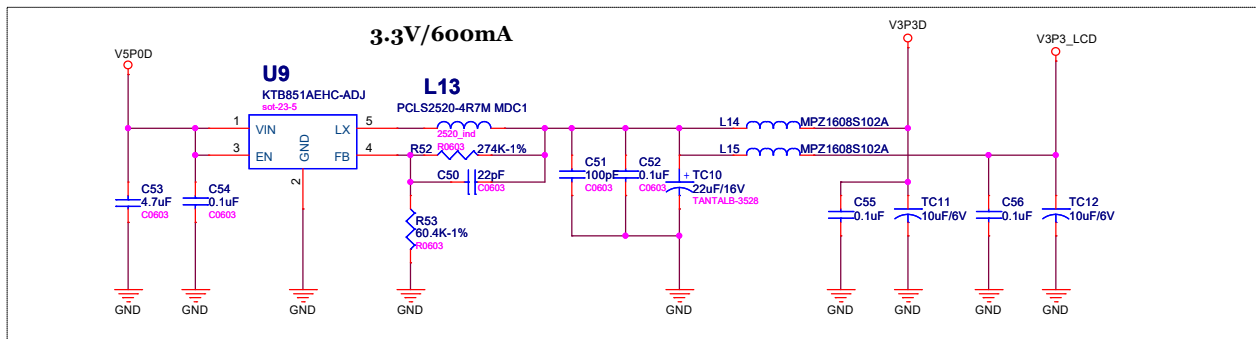 3.3V/600mA
V5P0D
V3P3D
V3P3_LCD
U9
KTB851AEHC-ADJ
sot-23-5
L13
PCLS2520-4R7M MDC1
2520_ind
1
VIN
LX
5
3
EN
GND
FB
4
2
R0603
R52
274K-1%
C50
22pF
C0603
R53
60.4K-1%
R0603
C53
4.7uF
C0603
C54
0.1uF
C0603
C51
100pF
C0603
C52
0.1uF
C0603
+
TC10
22uF/16V
TANTALB-3528
L14
MPZ1608S102A
L15
MPZ1608S102A
C55
0.1uF
TC11
10uF/6V
C56
0.1uF
TC12
10uF/6V
GND
GND
GND
GND
GND
GND
GND
GND
GND